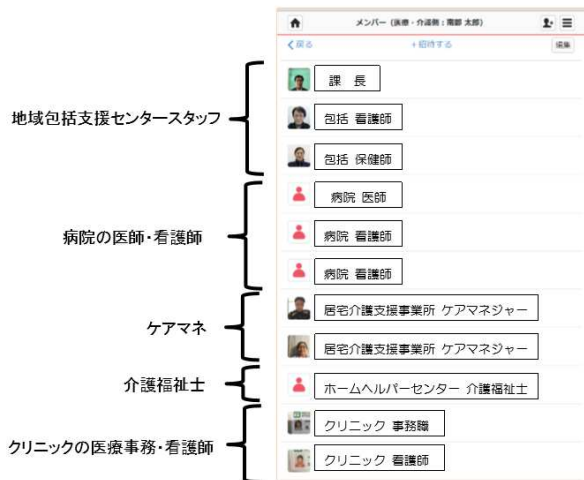 メンバー（医療・介護側：南部 太郎）
戻る
+招待する
編集
地域包括支援センタースタッフ
課 長
包括 看護師
包括 保健師
病院の医師・看護師
病院 医師
病院 看護師
病院 看護師
ケアマネ
居宅介護支援事業所 ケアマネジャー
居宅介護支援事業所 ケアマネジャー
介護福祉士
ホームヘルパーセンター 介護福祉士
クリニックの医療事務・看護師
クリニック 事務職
クリニック 看護師